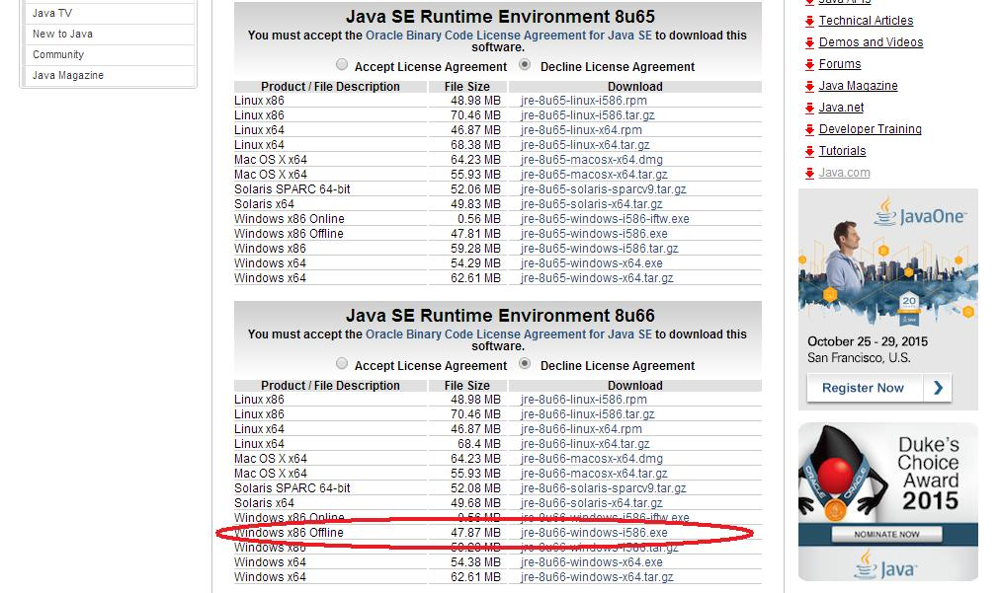 Java TV
New to Java
Community
Java Magazine
Java SE Runtime Environment 8u65
You must accept the Oracle Binary Code License Agreement for Java SE to download this
software.
Accept License Agreement Decline License Agreement
Product / File Description File Size Download
Linux x86 48.98 MB jre-8u65-linux-i586.rpm
Linux x86 70.46 MB jre-8u65-linux-i586.tar.gz
Linux x64 46.87 MB jre-8u65-linux-x64.rpm
Linux x64 68.38 MB jre-8u65-linux-x64.tar.gz
Mac OS X x64 64.23 MB jre-8u65-macosx-x64.dmg
Mac OS X x64 55.93 MB jre-8u65-macosx-x64.tar.gz
Solaris SPARC 64-bit 52.06 MB jre-8u65-solaris-sparcv9.tar.gz
Solaris x64 49.83 MB jre-8u65-solaris-x64.tar.gz
Windows x86 Online 0.56 MB jre-8u65-windows-i586-iftw.exe
Windows x86 Offline 47.81 MB jre-8u65-windows-i586.exe
Windows x86 59.28 MB jre-8u65-windows-i586.tar.gz
Windows x64 54.29 MB jre-8u65-windows-x64.exe
Windows x64 62.61 MB jre-8u65-windows-x64.tar.gz
Java SE Runtime Environment 8u66
You must accept the Oracle Binary Code License Agreement for Java SE to download this
software.
Accept License Agreement Decline License Agreement
Product / File Description File Size Download
Linux x86 48.98 MB jre-8u66-linux-i586.rpm
Linux x86 70.46 MB jre-8u66-linux-i586.tar.gz
Linux x64 46.87 MB jre-8u66-linux-x64.rpm
Linux x64 68.4 MB jre-8u66-linux-x64.tar.gz
Mac OS X x64 64.23 MB jre-8u66-macosx-x64.dmg
Mac OS X x64 55.93 MB jre-8u66-macosx-x64.tar.gz
Solaris SPARC 64-bit 52.08 MB jre-8u66-solaris-sparcv9.tar.gz
Solaris x64 49.68 MB jre-8u66-solaris-x64.tar.gz
Windows x86 Online 0.56 MB jre-8u66-windows-i586-iftw.exe
Windows x86 Offline 47.87 MB jre-8u66-windows-i586.exe
Windows x86 MB jre-8u66-windows-i586.tar.gz
Windows x64 54.38 MB jre-8u66-windows-x64.exe
Windows x64 62.61 MB jre-8u66-windows-x64.tar.gz
Java APIs
Technical Articles
Demos and Videos
Forums
Java Magazine
Java.net
Developer Training
Tutorials
Java.com
JavaOne
20
October 25 - 29, 2015
San Francisco, U.S.
Register Now
Duke's
Choice
Award
2015
ORACLE ORACLE
NOMINATE NOW
Java